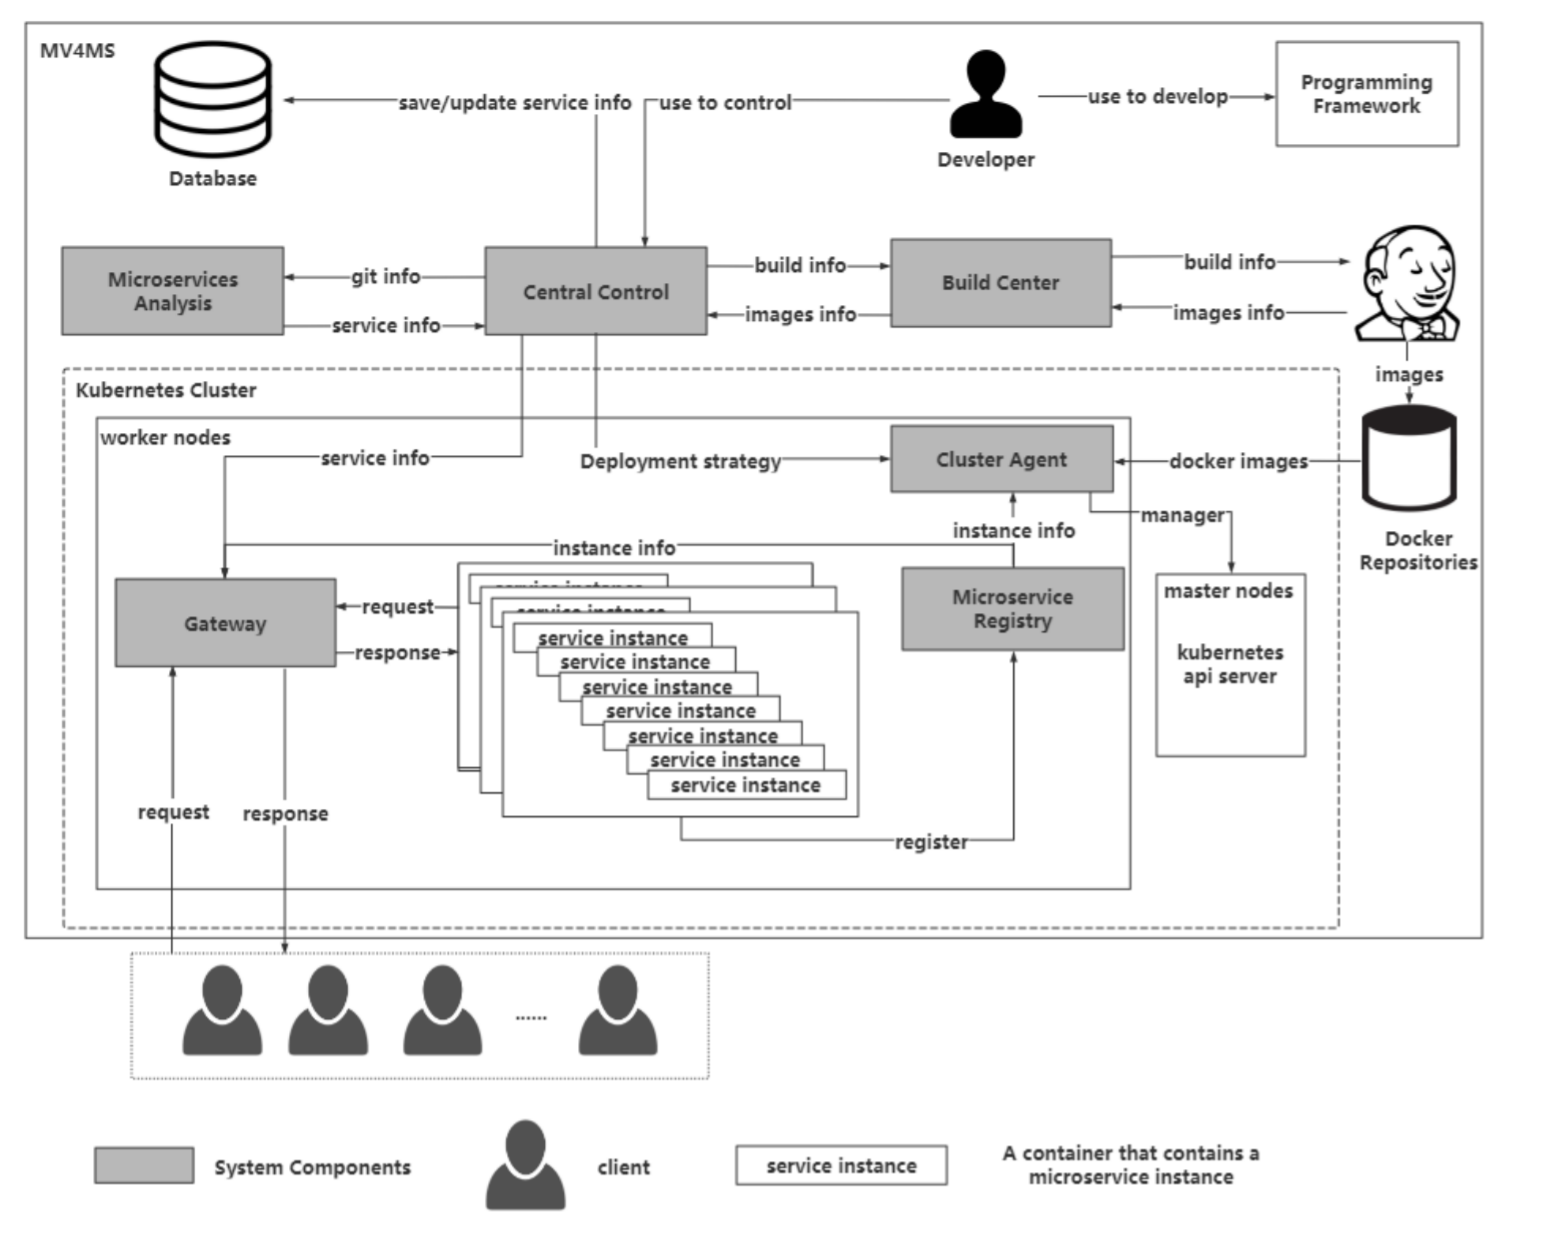 MV4MS
save/update service info
use to control
use to develop
Programming
Framework
Developer
Database
Microservices
Analysis
git info
service info
Central Control
build info
images info
Build Center
build info
images info
images
Kubernetes Cluster
worker nodes
service info
Deployment strategy
Cluster Agent
docker images
manager
Docker
Repositories
instance info
instance info
Gateway
request
response
service instance
service instance
service instance
service instance
service instance
service instance
service instance
service instance
service instance
Microservice
Registry
master nodes
kubernetes
api server
request
response
register
......
System Components
client
service instance
A container that contains a
microservice instance